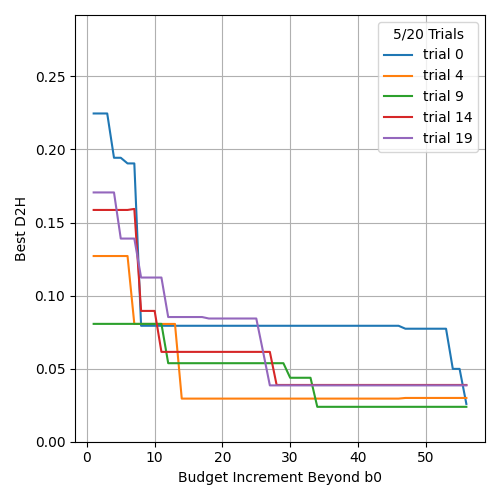 5/20 Trials
trial 0
trial 4
trial 9
trial 14
trial 19
0.25
0.20
0.15
0.10
0.05
0.00
Best D2H
0 10 20 30 40 50
Budget Increment Beyond b0